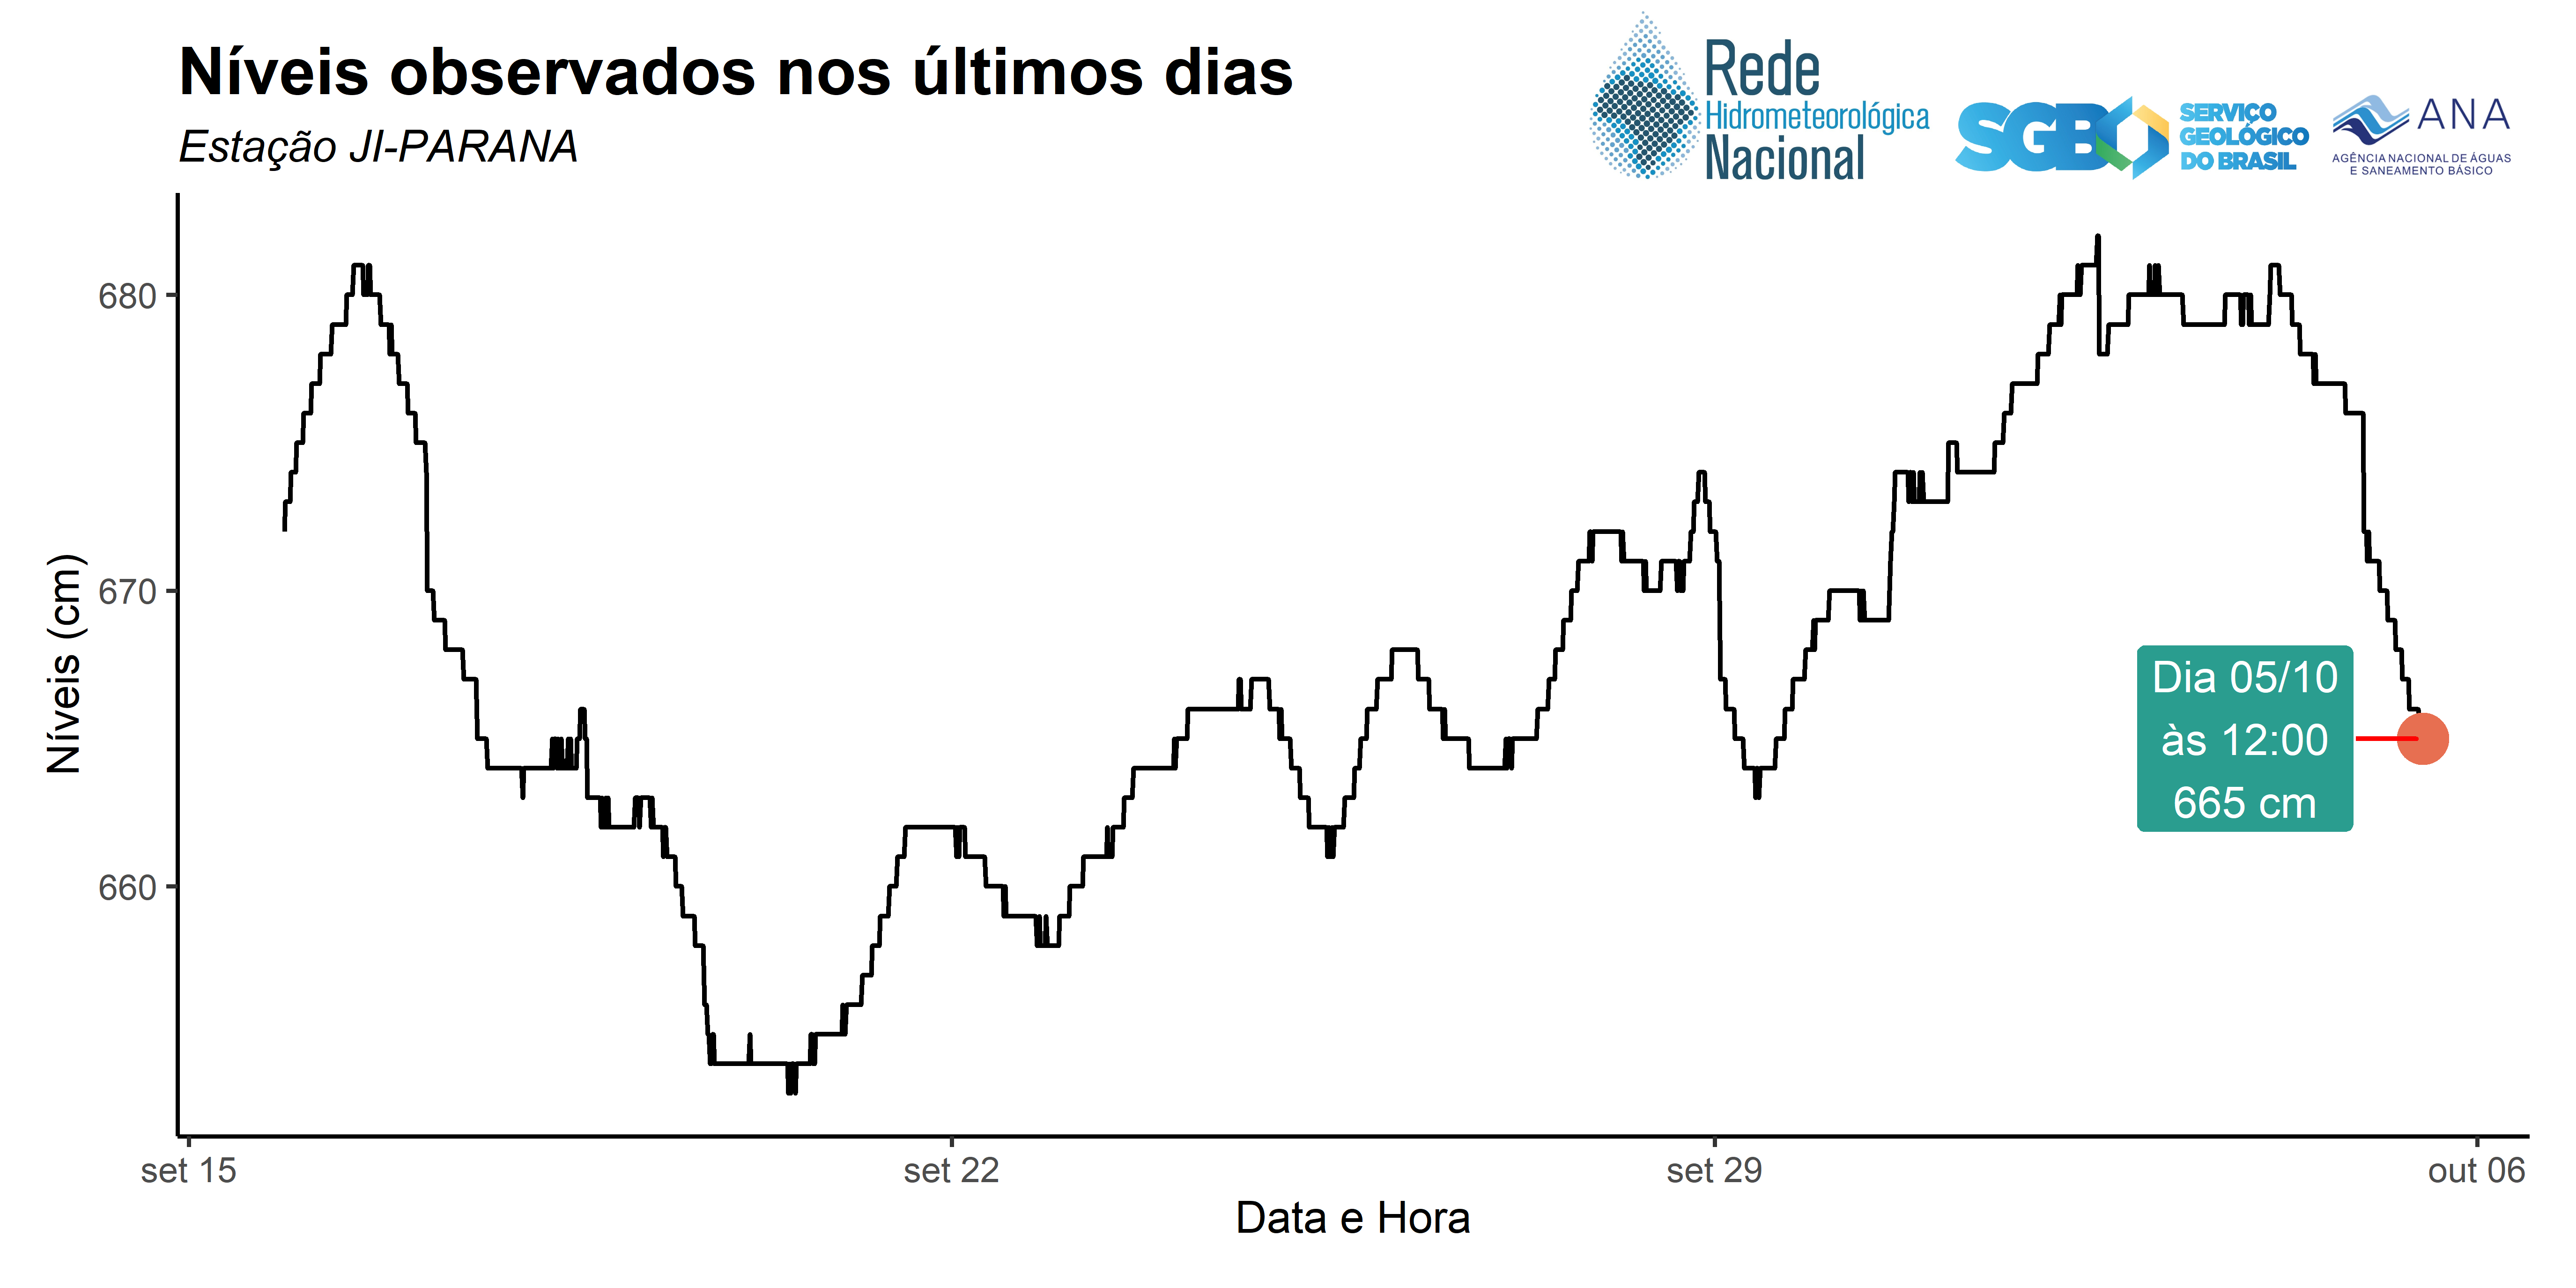 Níveis observados nos últimos dias
Estação JI-PARANA
Rede
Hidrometeorológica
Nacional
SGB
SERVIÇO
GEOLÓGICO
DO BRASIL
ANA
AGÊNCIA NACIONAL DE ÁGUAS
E SANEAMENTO BÁSICO
Níveis (cm)
680
670
660
Dia 05/10
às 12:00
665 cm
set 15
set 22
set 29
out 06
Data e Hora